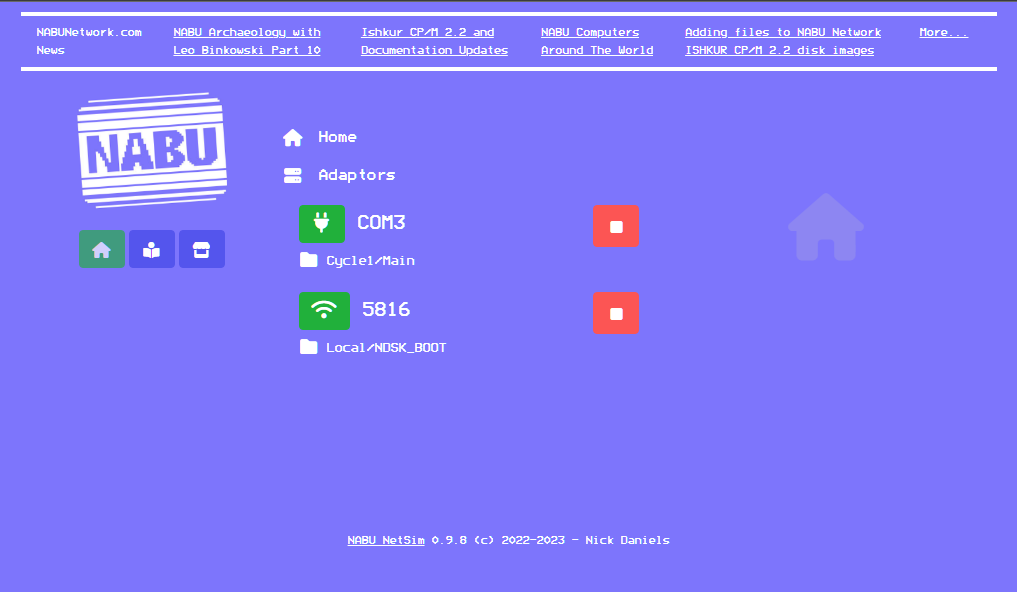 NABUNetwork.com News
NABU Archaeology with Leo Binkowski Part 10
Ishkur CP/M 2.2 and Documentation Updates
NABU Computers Around The World
Adding files to NABU Network ISHKUR CP/M 2.2 disk images
More...
NABU
Home
Adaptors
COM3
Cycle1/Main
5816
Local/NDSK_BOOT
NABU NetSim 0.9.8 (c) 2022-2023 - Nick Daniels